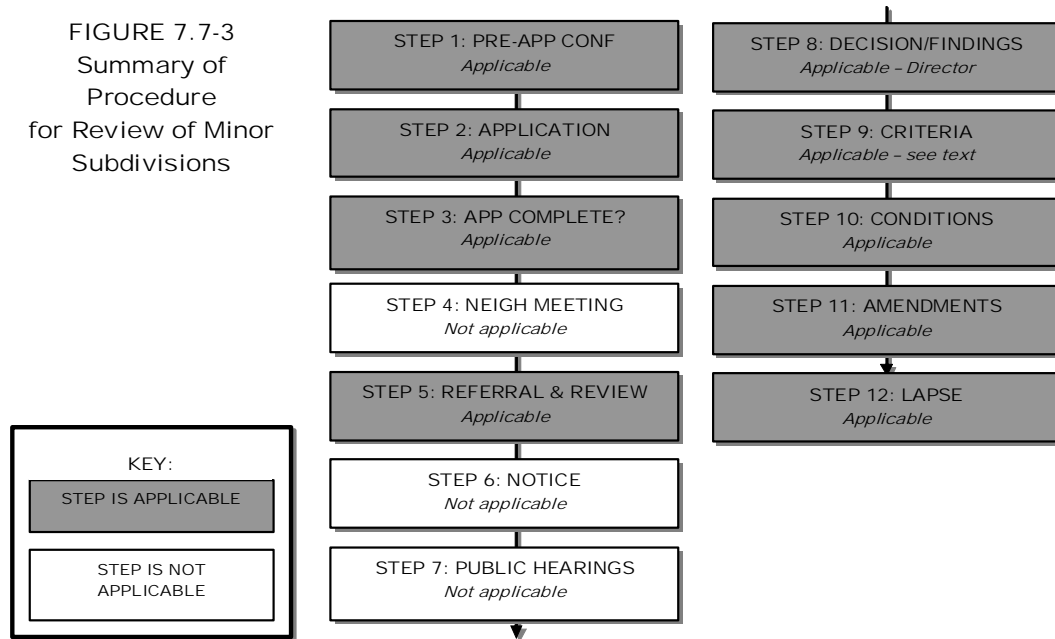 FIGURE 7.7-3
Summary of
Procedure
for Review of Minor
Subdivisions
STEP 1: PRE-APP CONF
Applicable
STEP 2: APPLICATION
Applicable
STEP 3: APP COMPLETE?
Applicable
STEP 4: NEIGH MEETING
Not applicable
STEP 5: REFERRAL & REVIEW
Applicable
STEP 6: NOTICE
Not applicable
STEP 7: PUBLIC HEARINGS
Not applicable
STEP 8: DECISION/FINDINGS
Applicable – Director
STEP 9: CRITERIA
Applicable – see text
STEP 10: CONDITIONS
Applicable
STEP 11: AMENDMENTS
Applicable
STEP 12: LAPSE
Applicable
KEY:
STEP IS APPLICABLE
STEP IS NOT
APPLICABLE